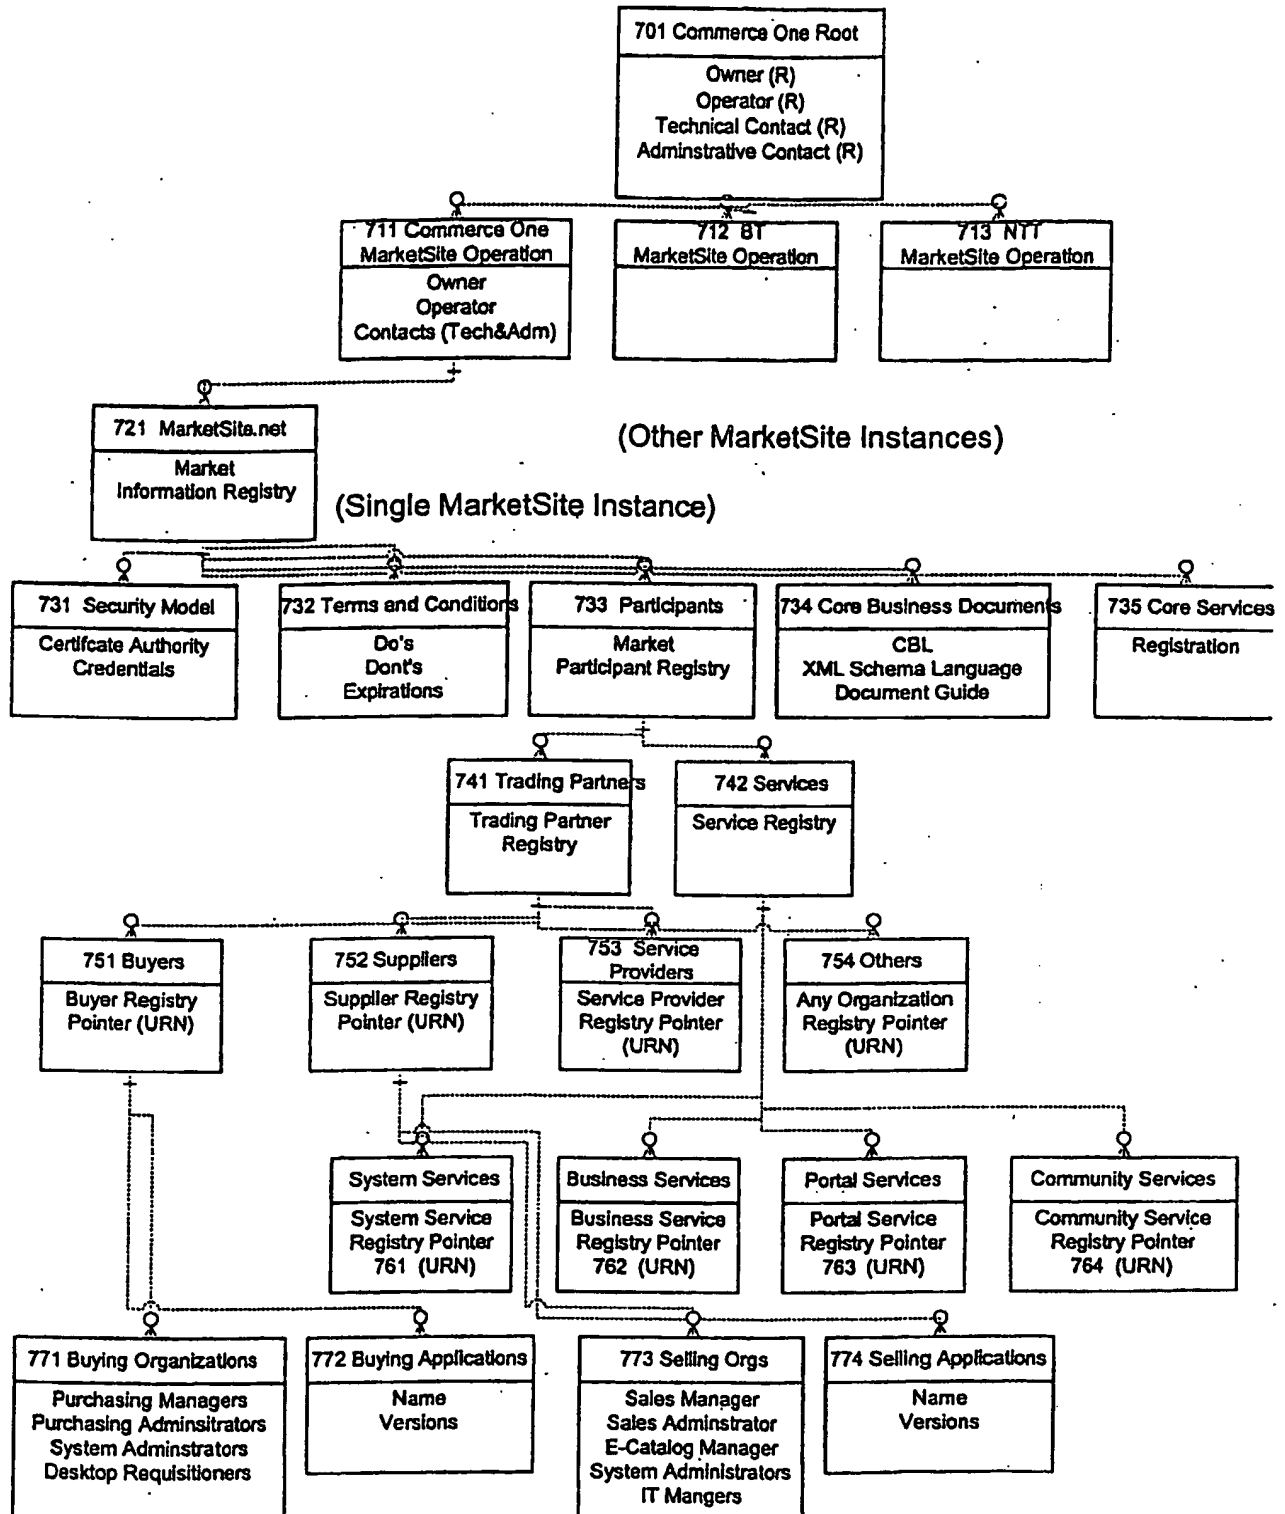 701 Commerce One Root
Owner (R)
Operator (R)
Technical Contact (R)
Adminstrative Contact (R)
711 Commerce One
MarketSite Operation
Owner
Operator
Contacts (Tech&Adm)
712 BT
MarketSite Operation
713 NTT
MarketSite Operation
721 MarketSite.net
Market
Information Registry
(Other MarketSite Instances)
(Single MarketSite Instance)
731 Security Model
Certifcate Authority
Credentials
732 Terms and Conditions
Do's
Dont's
Expirations
733 Participants
Market
Participant Registry
734 Core Business Documents
CBL
XML Schema Language
Document Guide
735 Core Services
Registration
741 Trading Partners
Trading Partner
Registry
742 Services
Service Registry
751 Buyers
Buyer Registry
Pointer (URN)
752 Suppliers
Supplier Registry
Pointer (URN)
753 Service
Providers
Service Provider
Registry Pointer
(URN)
754 Others
Any Organization
Registry Pointer
(URN)
System Services
System Service
Registry Pointer
761 (URN)
Business Services
Business Service
Registry Pointer
762 (URN)
Portal Services
Portal Service
Registry Pointer
763 (URN)
Community Services
Community Service
Registry Pointer
764 (URN)
771 Buying Organizations
Purchasing Managers
Purchasing Adminsitrators
System Adminstrators
Desktop Requisitioners
772 Buying Applications
Name
Versions
773 Selling Orgs
Sales Manager
Sales Adminstrator
E-Catalog Manager
System Administrators
IT Mangers
774 Selling Applications
Name
Versions